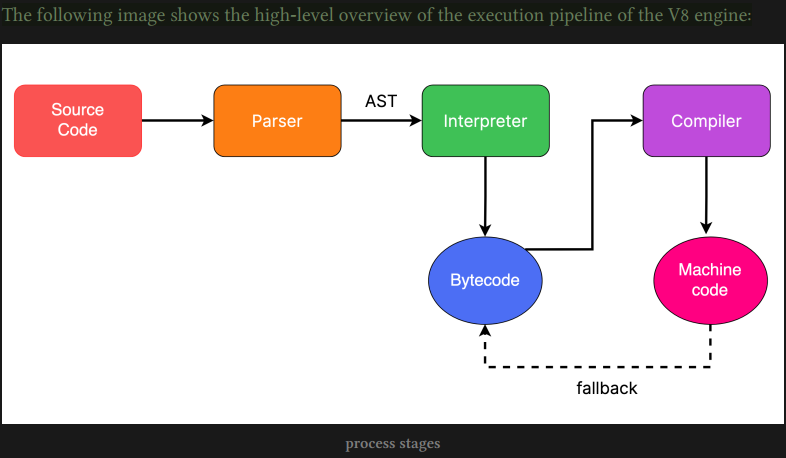 The following image shows the high-level overview of the execution pipeline of the V8 engine:
Source
Code
Parser
AST
Interpreter
Compiler
Bytecode
Machine
code
fallback
process stages